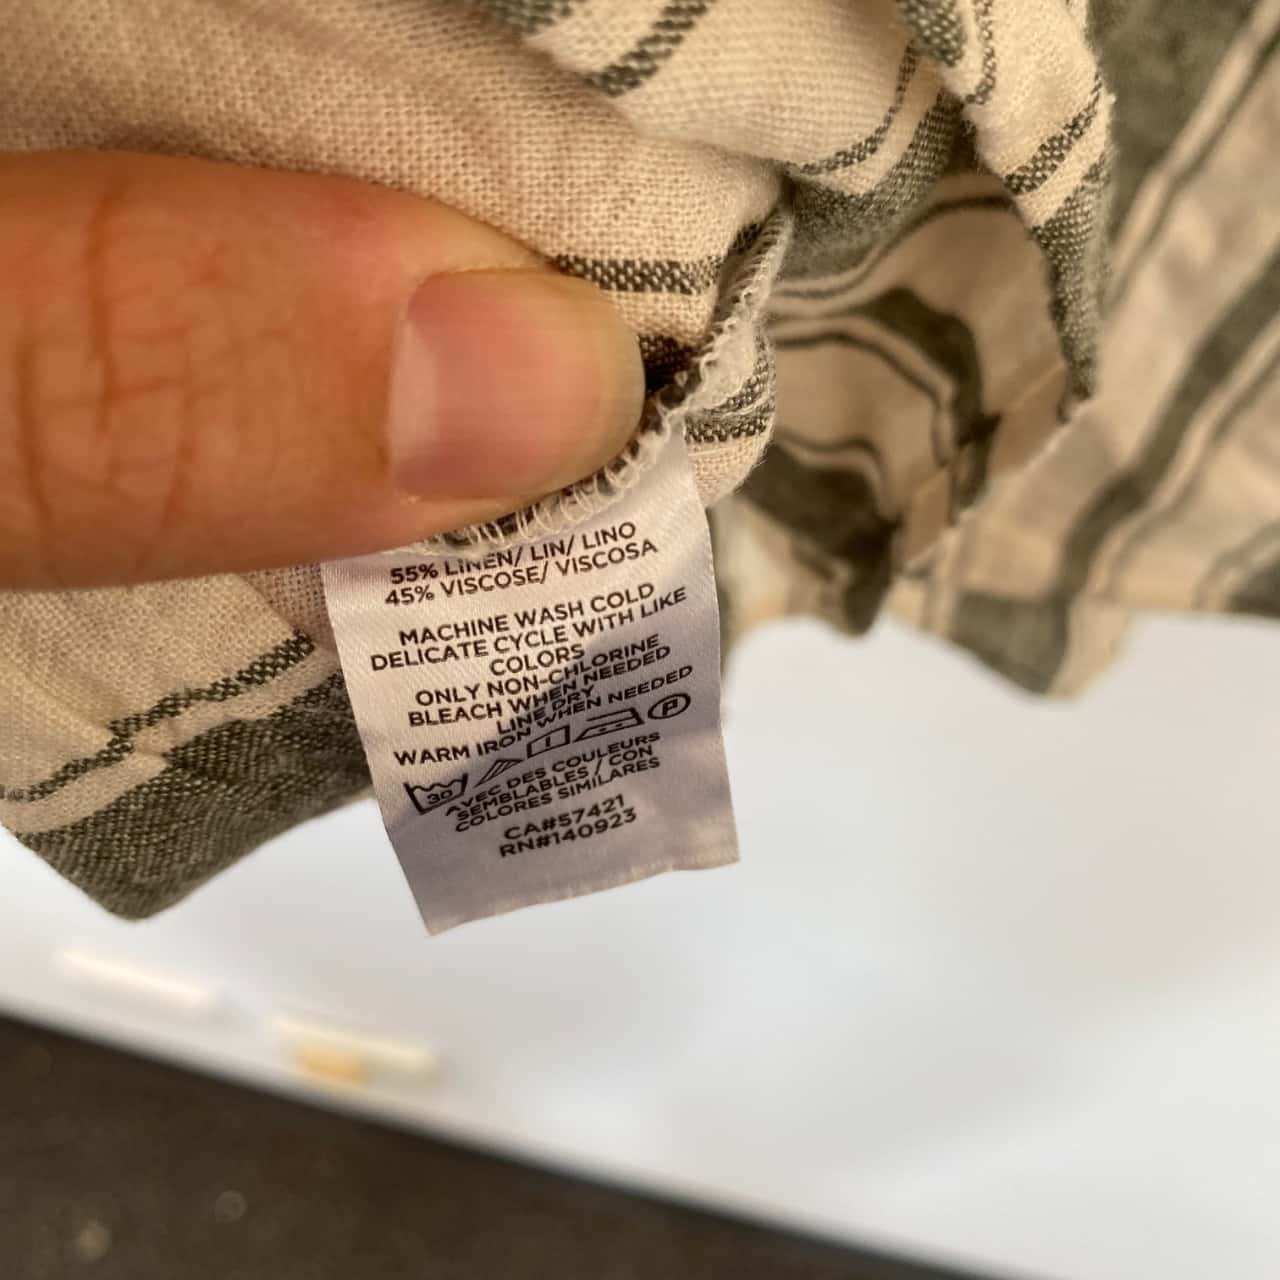 55% LINEN/ LIN/ LINO
45% VISCOSE/ VISCOSA
MACHINE WASH COLD
DELICATE CYCLE WITH LIKE
COLORS
ONLY NON-CHLORINE
BLEACH WHEN NEEDED
LINE DRY
WARM IRON WHEN NEEDED
30 P
AVEC DES COULEURS
SEMBLABLES / CON
COLORES SIMILARES
CA#57421
RN#140923